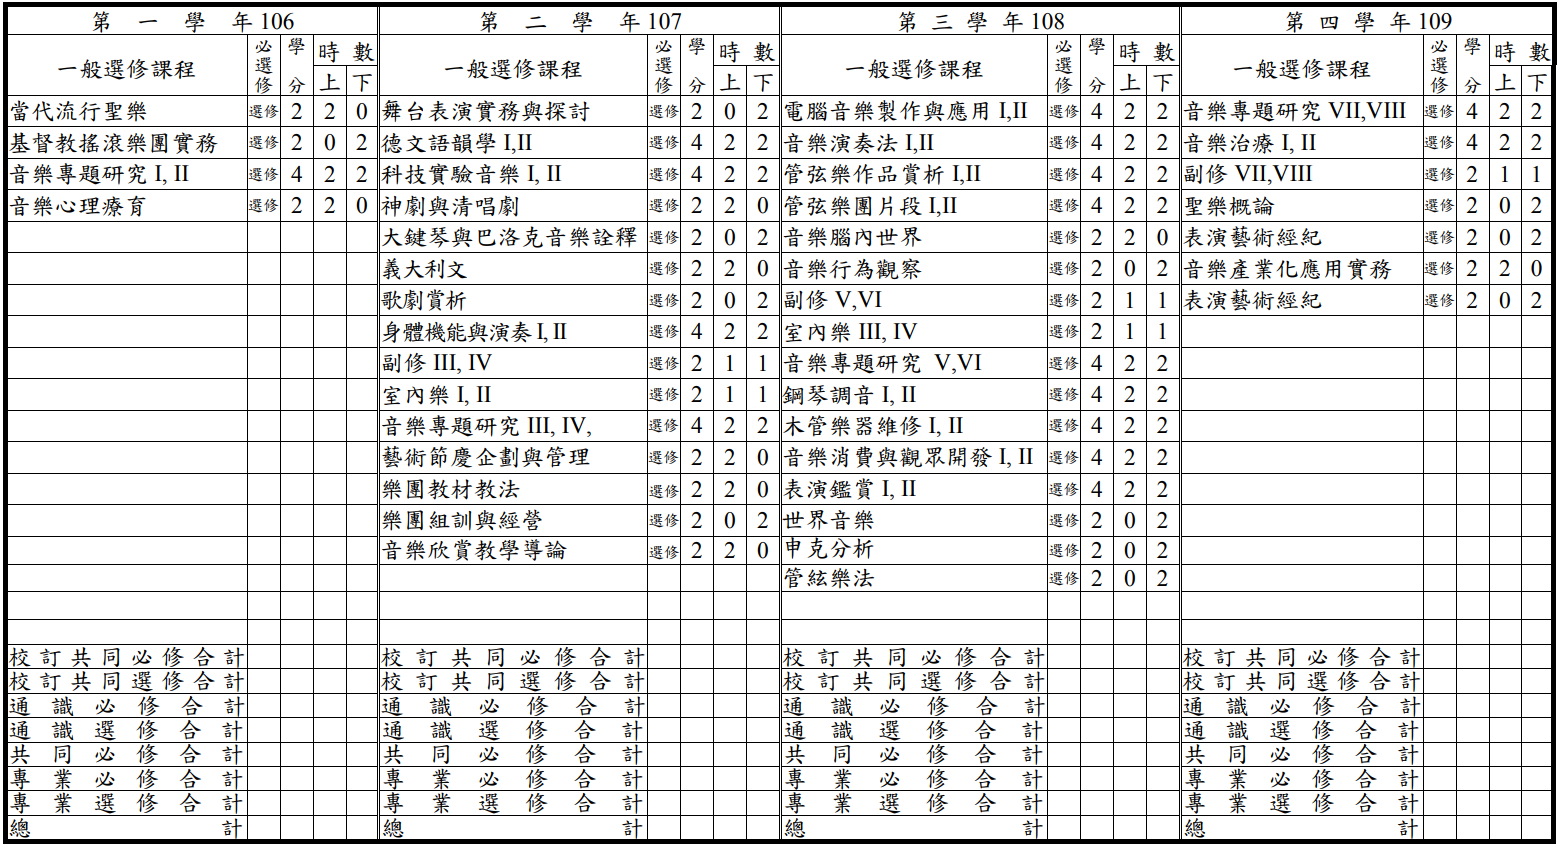 第 一 學 年 106 第 二 學 年 107 第 三 學 年 108 第 四 學 年 109
一般選修課程 必選修 學分 時數 上 下 一般選修課程 必選修 學分 時數 上 下 一般選修課程 必選修 學分 時數 上 下 一般選修課程 必選修 學分 時數 上 下
當代流行聖樂 選修 2 2 0 舞台表演實務與探討 選修 2 0 2 電腦音樂製作與應用 I,II 選修 4 2 2 音樂專題研究 VII,VIII 選修 4 2 2
基督教搖滾樂團實務 選修 2 0 2 德文語韻學 I,II 選修 4 2 2 音樂演奏法 I,II 選修 4 2 2 音樂治療 I, II 選修 4 2 2
音樂專題研究 I, II 選修 4 2 2 科技實驗音樂 I, II 選修 4 2 2 管弦樂作品賞析 I,II 選修 4 2 2 副修 VII,VIII 選修 2 1 1
音樂心理療育 選修 2 2 0 神劇與清唱劇 選修 2 2 0 管弦樂團片段 I,II 選修 4 2 2 聖樂概論 選修 2 0 2
大鍵琴與巴洛克音樂詮釋 選修 2 0 2 音樂腦內世界 選修 2 2 0 表演藝術經紀 選修 2 0 2
義大利文 選修 2 2 0 音樂行為觀察 選修 2 0 2 音樂產業化應用實務 選修 2 2 0
歌劇賞析 選修 2 0 2 副修 V,VI 選修 2 1 1 表演藝術經紀 選修 2 0 2
身體機能與演奏 I, II 選修 4 2 2 室內樂 III, IV 選修 2 1 1
副修 III, IV 選修 2 1 1 音樂專題研究 V,VI 選修 4 2 2
室內樂 I, II 選修 2 1 1 鋼琴調音 I, II 選修 4 2 2
音樂專題研究 III, IV, 選修 4 2 2 木管樂器維修 I, II 選修 4 2 2
藝術節慶企劃與管理 選修 2 2 0 音樂消費與觀眾開發 I, II 選修 4 2 2
樂團教材教法 選修 2 2 0 表演鑑賞 I, II 選修 4 2 2
樂團組訓與經營 選修 2 0 2 世界音樂 選修 2 0 2
音樂欣賞教學導論 選修 2 2 0 申克分析 選修 2 0 2
管絃樂法 選修 2 0 2
校訂共同必修合計 校訂共同必修合計 校訂共同必修合計 校訂共同必修合計
校訂共同選修合計 校訂共同選修合計 校訂共同選修合計 校訂共同選修合計
通識必修合計 通識必修合計 通識必修合計 通識必修合計
通識選修合計 通識選修合計 通識選修合計 通識選修合計
共同必修合計 共同必修合計 共同必修合計 共同必修合計
專業必修合計 專業必修合計 專業必修合計 專業必修合計
專業選修合計 專業選修合計 專業選修合計 專業選修合計
總計 總計 總計 總計